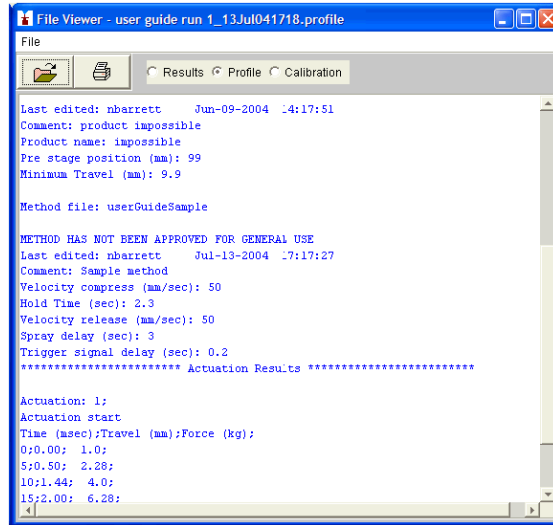 File Viewer - user guide run 1_13Jul041718.profile
File
Results Profile Calibration
Last edited: nbarrett Jun-09-2004 14:17:51
Comment: product impossible
Product name: impossible
Pre stage position (mm): 99
Minimum Travel (mm): 9.9
Method file: userGuideSample
METHOD HAS NOT BEEN APPROVED FOR GENERAL USE
Last edited: nbarrett Jul-13-2004 17:17:27
Comment: Sample method
Velocity compress (mm/sec): 50
Hold Time (sec): 2.3
Velocity release (mm/sec): 50
Spray delay (sec): 3
Trigger signal delay (sec): 0.2
************************ Actuation Results *************************
Actuation: 1;
Actuation start
Time (msec);Travel (mm);Force (kg);
0;0.00; 1.0;
5;0.50; 2.28;
10;1.44; 4.0;
15;2.00; 6.28;